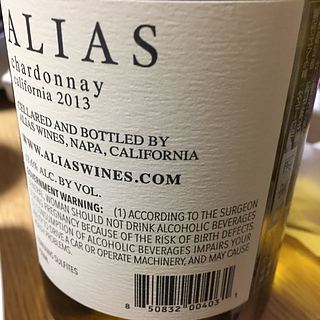 ALIAS
chardonnay
california 2013
CELLARED AND BOTTLED BY
ALIAS WINES, NAPA, CALIFORNIA
WWW.ALIASWINES.COM
ALC. BY VOL.
GOVERNMENT WARNING: (1) ACCORDING TO THE SURGEON
WOMEN SHOULD NOT DRINK ALCOHOLIC BEVERAGES
PREGNANCY BECAUSE OF THE RISK OF BIRTH DEFECTS.
OF ALCOHOLIC BEVERAGES IMPAIRS YOUR
DRIVE A CAR OR OPERATE MACHINERY, AND MAY CAUSE
PROBLEMS.
SULFITES
8 50832 00403 1